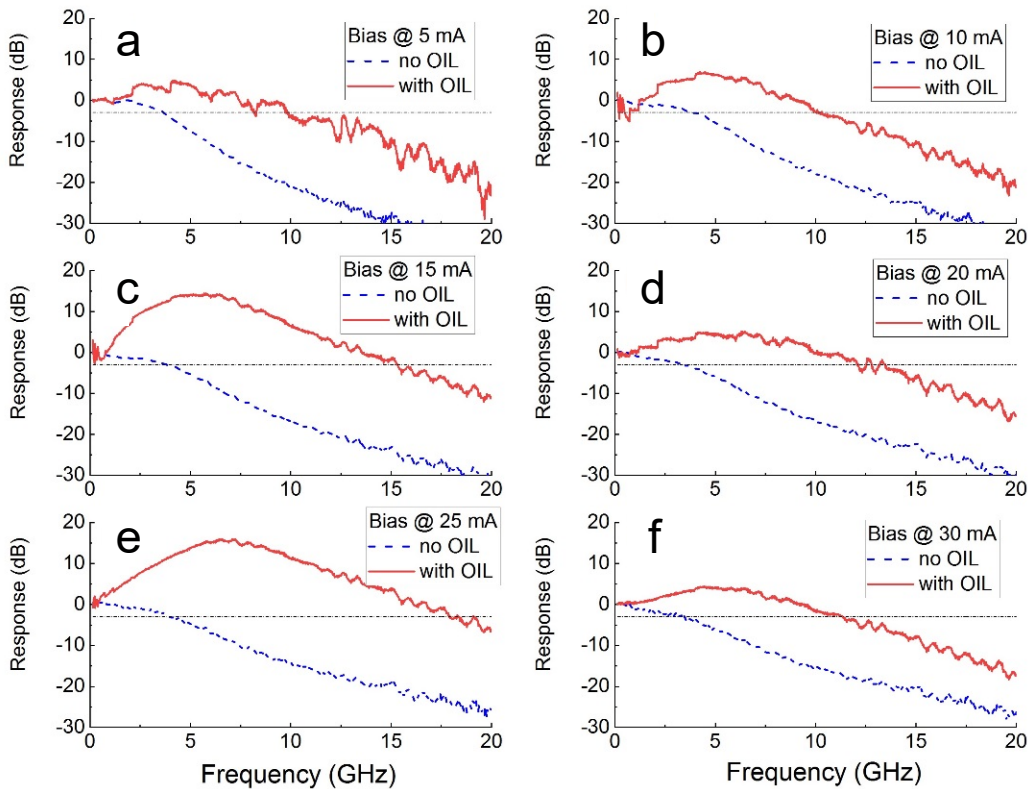 a
Bias @ 5 mA
no OIL
with OIL
Response (dB)
20
10
0
-10
-20
-30
0
5
10
15
20
b
Bias @ 10 mA
no OIL
with OIL
Response (dB)
20
10
0
-10
-20
-30
0
5
10
15
20
c
Bias @ 15 mA
no OIL
with OIL
Response (dB)
20
10
0
-10
-20
-30
0
5
10
15
20
d
Bias @ 20 mA
no OIL
with OIL
Response (dB)
20
10
0
-10
-20
-30
0
5
10
15
20
e
Bias @ 25 mA
no OIL
with OIL
Response (dB)
20
10
0
-10
-20
-30
0
5
10
15
20
Frequency (GHz)
f
Bias @ 30 mA
no OIL
with OIL
Response (dB)
20
10
0
-10
-20
-30
0
5
10
15
20
Frequency (GHz)